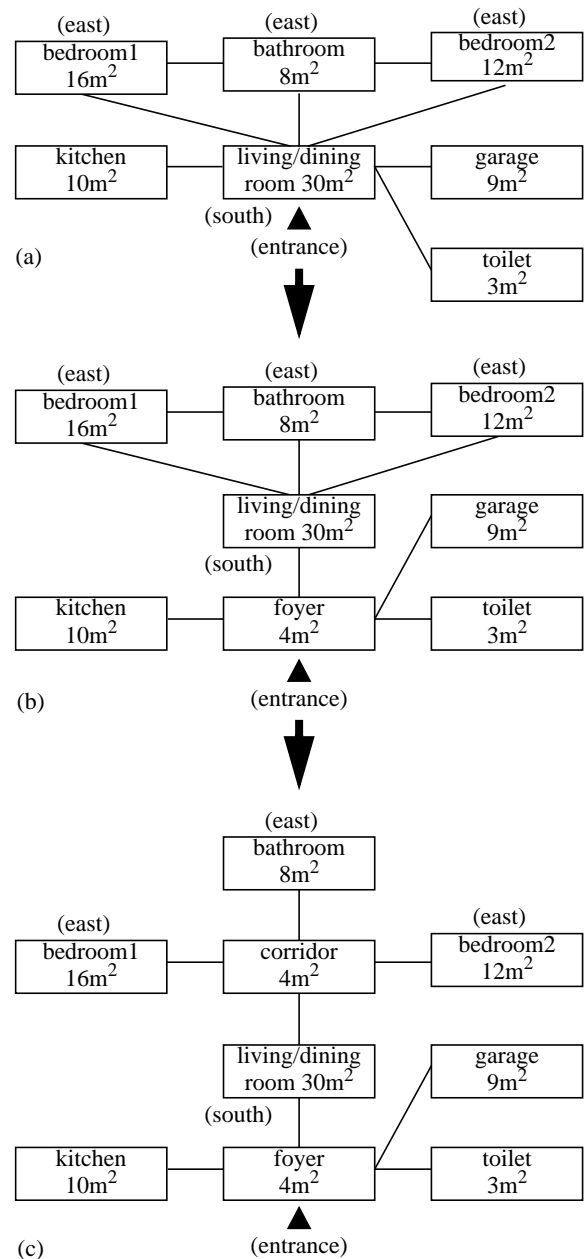 (east) (east) (east)
bedroom1 bathroom bedroom2
16m² 8m² 12m²
kitchen living/dining garage
10m² room 30m² 9m²
(south)
(a) (entrance) toilet
3m²
(east) (east) (east)
bedroom1 bathroom bedroom2
16m² 8m² 12m²
living/dining garage
room 30m² 9m²
(south)
kitchen foyer toilet
10m² 4m² 3m²
(b) (entrance)
(east)
bathroom
8m²
(east) (east)
bedroom1 corridor bedroom2
16m² 4m² 12m²
living/dining garage
room 30m² 9m²
(south)
kitchen foyer toilet
10m² 4m² 3m²
(c) (entrance)